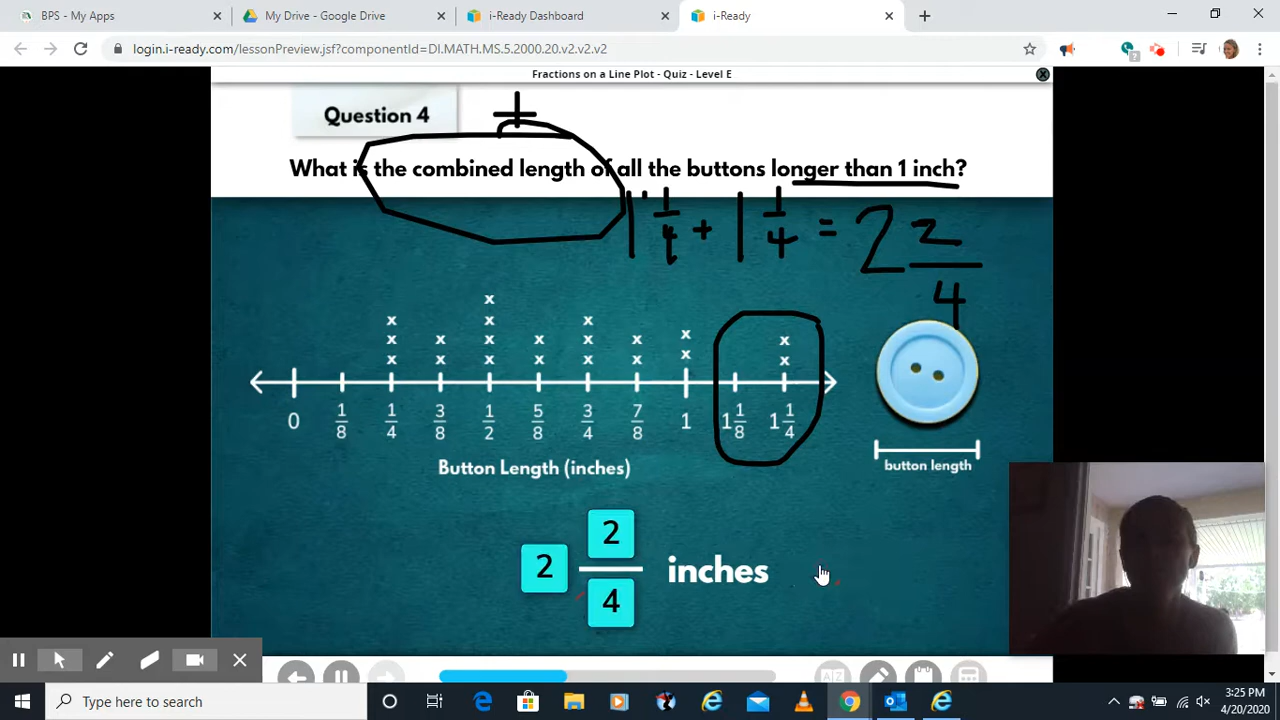 BPS - My Apps
My Drive - Google Drive
i-Ready Dashboard
i-Ready
login.i-ready.com/lessonPreview.jsf?componentId=DI.MATH.MS.5.2000.20.v2.v2.v2
Fractions on a Line Plot - Quiz - Level E
Question 4
+
What is the combined length of all the buttons longer than 1 inch?
1 1/4 + 1 1/4 = 2 2/4
x
x x x x
x x x x x x x x
x x x x x x x x
0 1/8 1/4 3/8 1/2 5/8 3/4 7/8 1 1 1/8 1 1/4
Button Length (inches)
button length
2 2/4 inches
A-Z
Type here to search
3:25 PM
4/20/2020